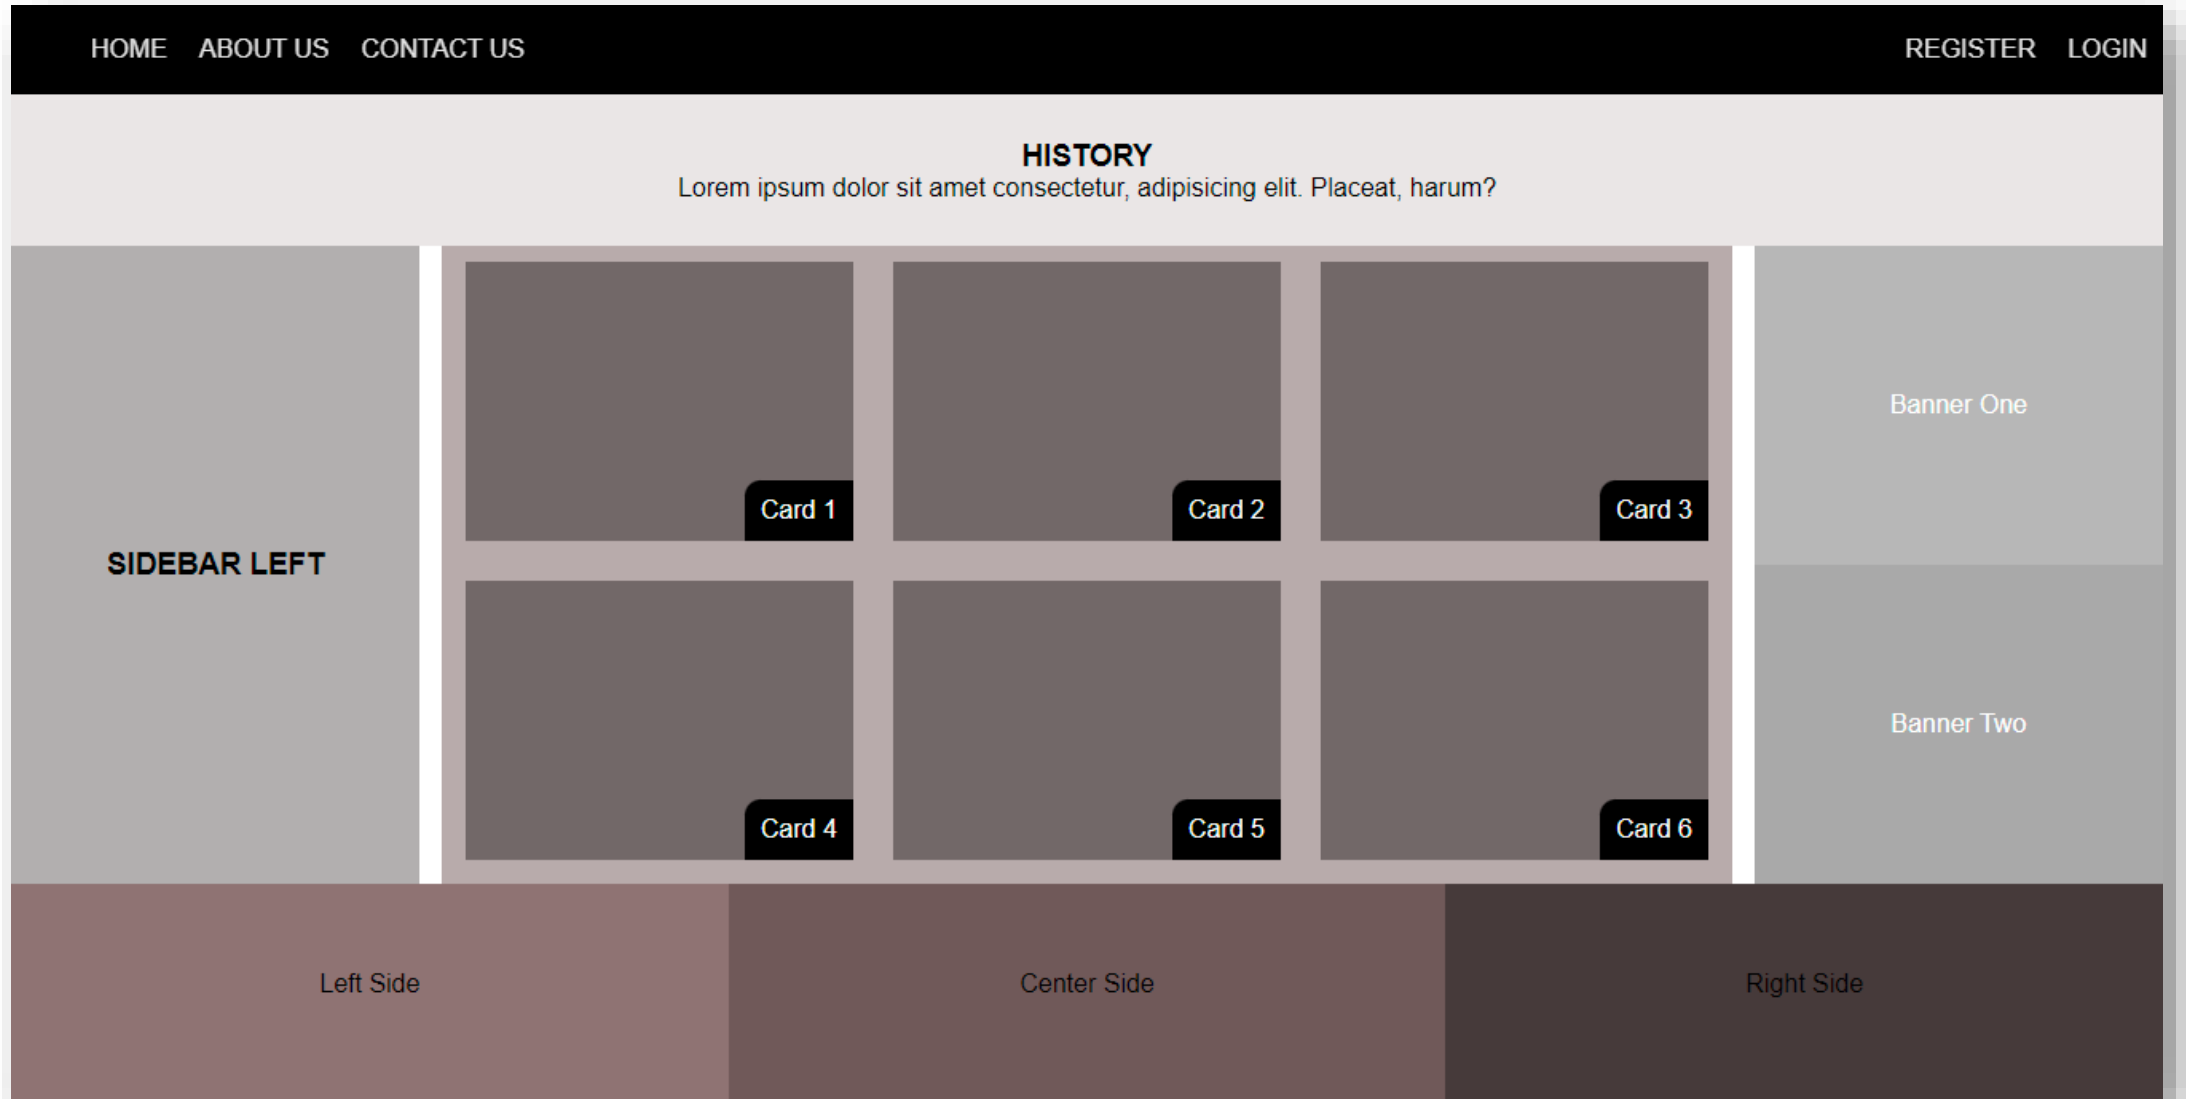 HOME ABOUT US CONTACT US REGISTER LOGIN
HISTORY
Lorem ipsum dolor sit amet consectetur, adipisicing elit. Placeat, harum?
SIDEBAR LEFT
Card 1
Card 2
Card 3
Card 4
Card 5
Card 6
Banner One
Banner Two
Left Side
Center Side
Right Side